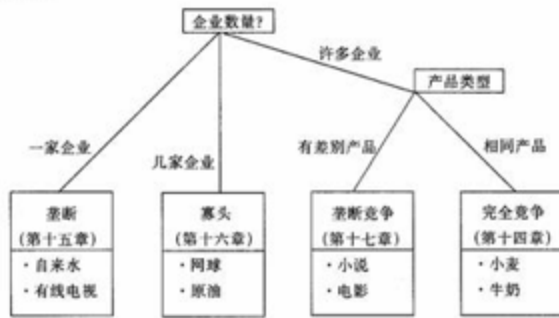 企业数量?
许多企业
产品类型
一家企业
几家企业
有差别产品
相同产品
垄断
(第十五章)
·自来水
·有线电视
寡头
(第十六章)
·网球
·原油
垄断竞争
(第十七章)
·小说
·电影
完全竞争
(第十四章)
·小麦
·牛奶